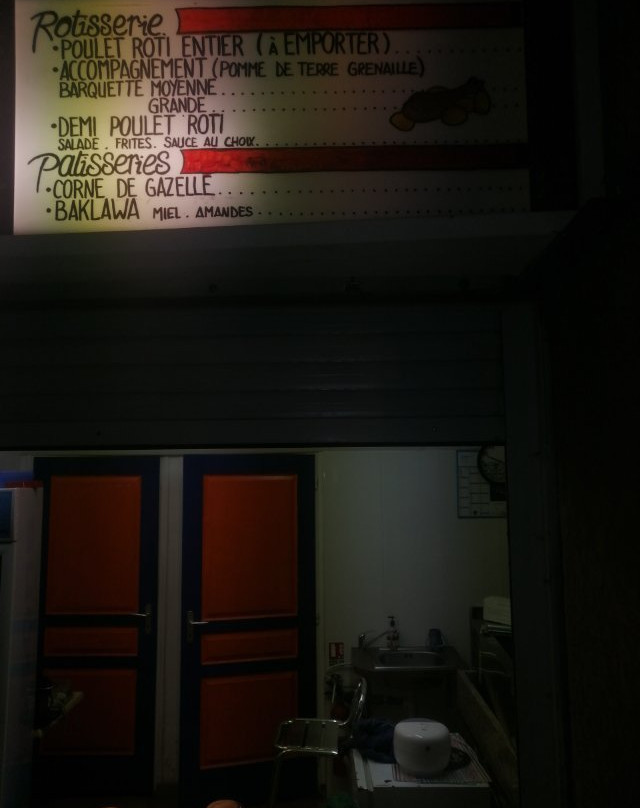 Rotisserie
• POULET ROTI ENTIER (à EMPORTER)
• ACCOMPAGNEMENT (POMME DE TERRE GRENAILLE)
BARQUETTE MOYENNE
GRANDE
• DEMI POULET ROTI
SALADE. FRITES. SAUCE AU CHOIX
Patisseries
• CORNE DE GAZELLE
• BAKLAWA MIEL. AMANDES